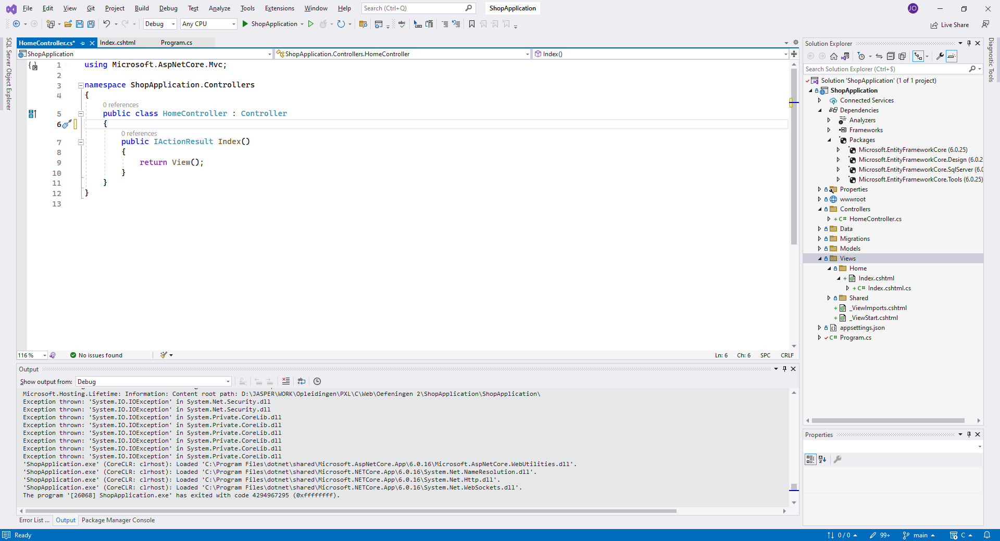 File Edit View Git Project Build Debug Test Analyze Tools Extensions Window Help Search (Ctrl+Q) ShopApplication JO
Debug Any CPU ShopApplication Live Share
SQL Server Object Explorer
HomeController.cs* Index.cshtml Program.cs
ShopApplication ShopApplication.Controllers.HomeController Index()
1 using Microsoft.AspNetCore.Mvc;
2
3 namespace ShopApplication.Controllers
4 {
0 references
5 public class HomeController : Controller
6 {
0 references
7 public IActionResult Index()
8 {
9 return View();
10 }
11 }
12 }
13
116 % No issues found Ln: 6 Ch: 6 SPC CRLF
Output
Show output from: Debug
Microsoft.Hosting.Lifetime: Information: Content root path: D:\JASPER\WORK\Opleidingen\PXL\C\Web\Oefeningen 2\ShopApplication\ShopApplication\
Exception thrown: 'System.IO.IOException' in System.Net.Security.dll
Exception thrown: 'System.IO.IOException' in System.Net.Security.dll
Exception thrown: 'System.IO.IOException' in System.Private.CoreLib.dll
Exception thrown: 'System.IO.IOException' in System.Private.CoreLib.dll
Exception thrown: 'System.IO.IOException' in System.Private.CoreLib.dll
Exception thrown: 'System.IO.IOException' in System.Private.CoreLib.dll
Exception thrown: 'System.IO.IOException' in System.Private.CoreLib.dll
Exception thrown: 'System.IO.IOException' in System.Private.CoreLib.dll
'ShopApplication.exe' (CoreCLR: clrhost): Loaded 'C:\Program Files\dotnet\shared\Microsoft.AspNetCore.App\6.0.16\Microsoft.AspNetCore.WebUtilities.dll'.
'ShopApplication.exe' (CoreCLR: clrhost): Loaded 'C:\Program Files\dotnet\shared\Microsoft.NETCore.App\6.0.16\System.Net.NameResolution.dll'.
'ShopApplication.exe' (CoreCLR: clrhost): Loaded 'C:\Program Files\dotnet\shared\Microsoft.NETCore.App\6.0.16\System.Net.Http.dll'.
'ShopApplication.exe' (CoreCLR: clrhost): Loaded 'C:\Program Files\dotnet\shared\Microsoft.NETCore.App\6.0.16\System.Net.WebSockets.dll'.
The program '[26068] ShopApplication.exe' has exited with code 4294967295 (0xffffffff).
Error List ... Output Package Manager Console
Solution Explorer
Search Solution Explorer (Ctrl+$)
Solution 'ShopApplication' (1 of 1 project)
ShopApplication
Connected Services
Dependencies
Analyzers
Frameworks
Packages
Microsoft.EntityFrameworkCore (6.0.25)
Microsoft.EntityFrameworkCore.Design (6.0.2
Microsoft.EntityFrameworkCore.SqlServer (6.0
Microsoft.EntityFrameworkCore.Tools (6.0.25)
Properties
wwwroot
Controllers
C# HomeController.cs
Data
Migrations
Models
Views
Home
Index.cshtml
C# Index.cshtml.cs
Shared
_ViewImports.cshtml
_ViewStart.cshtml
appsettings.json
C# Program.cs
Properties
Diagnostic Tools
Ready 0 / 0 99+ main C